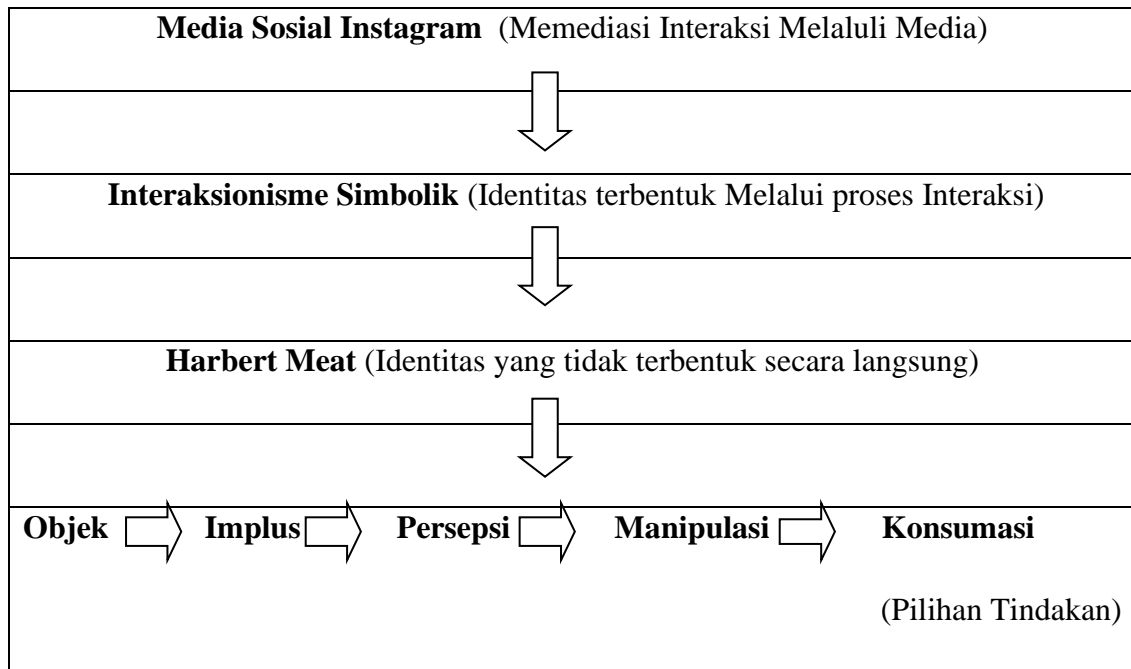 Media Sosial Instagram (Memediasi Interaksi Melaluli Media)
Interaksionisme Simbolik (Identitas terbentuk Melalui proses Interaksi)
Harbert Meat (Identitas yang tidak terbentuk secara langsung)
Objek Implus Persepsi Manipulasi Konsumasi
(Pilihan Tindakan)